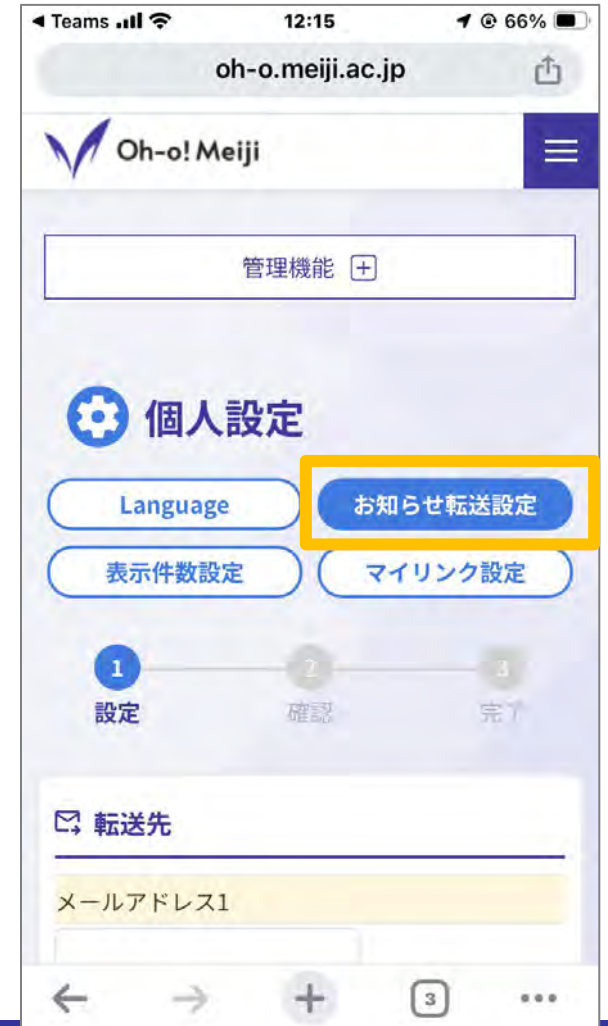 ◀ Teams 12:15 66%
oh-o.meiji.ac.jp
Oh-o! Meiji
管理機能
個人設定
Language お知らせ転送設定
表示件数設定 マイリンク設定
1 2 3
設定 確認 完了
転送先
メールアドレス1
3